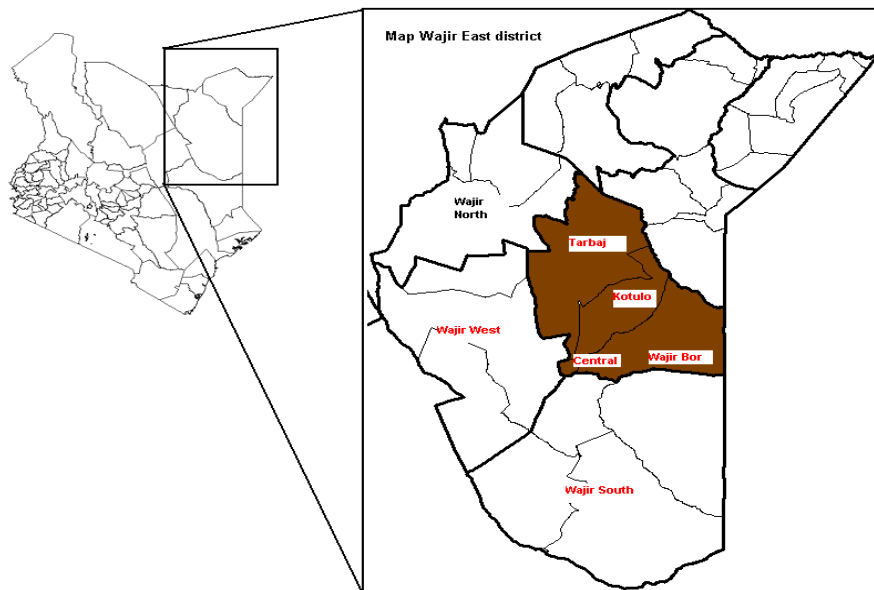 Map Wajir East district
Wajir
North
Tarbaj
Kotulo
Wajir West
Central
Wajir Bor
Wajir South